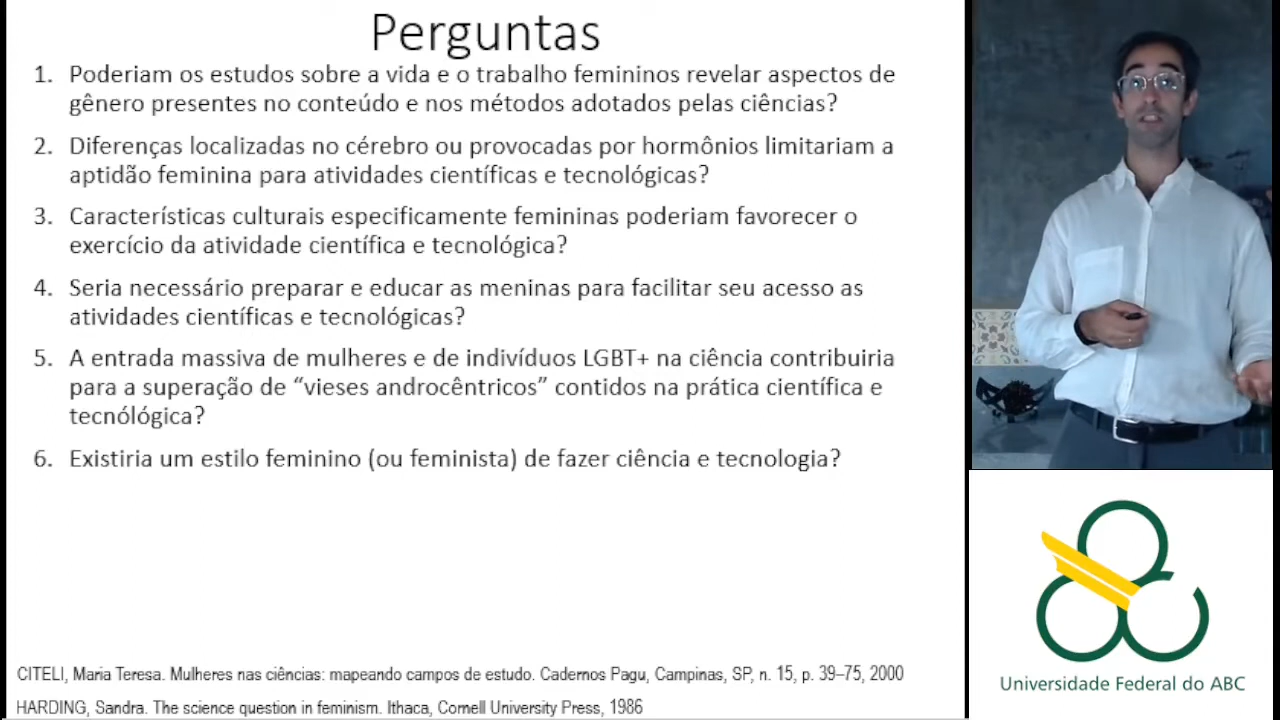 Perguntas
1. Poderiam os estudos sobre a vida e o trabalho femininos revelar aspectos de
gênero presentes no conteúdo e nos métodos adotados pelas ciências?
2. Diferenças localizadas no cérebro ou provocadas por hormônios limitariam a
aptidão feminina para atividades científicas e tecnológicas?
3. Características culturais especificamente femininas poderiam favorecer o
exercício da atividade científica e tecnológica?
4. Seria necessário preparar e educar as meninas para facilitar seu acesso as
atividades científicas e tecnológicas?
5. A entrada massiva de mulheres e de indivíduos LGBT+ na ciência contribuiria
para a superação de “vieses androcêntricos” contidos na prática científica e
tecnólógica?
6. Existiria um estilo feminino (ou feminista) de fazer ciência e tecnologia?
CITELI, Maria Teresa. Mulheres nas ciências: mapeando campos de estudo. Cadernos Pagu, Campinas, SP, n. 15, p. 39–75, 2000
HARDING, Sandra. The science question in feminism. Ithaca, Cornell University Press, 1986
Universidade Federal do ABC